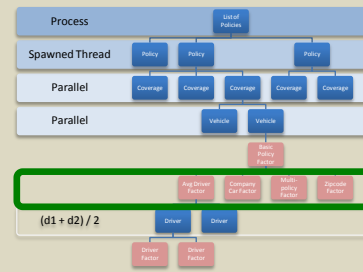 Process
List of
Policies
Spawned Thread
Policy
Policy
Policy
Parallel
Coverage
Coverage
Coverage
Coverage
Coverage
Parallel
Vehicle
Vehicle
Basic
Policy
Factor
Avg Driver
Factor
Company
Car Factor
Multi-
policy
Factor
Zipcode
Factor
(d1 + d2) / 2
Driver
Driver
Driver
Factor
Driver
Factor